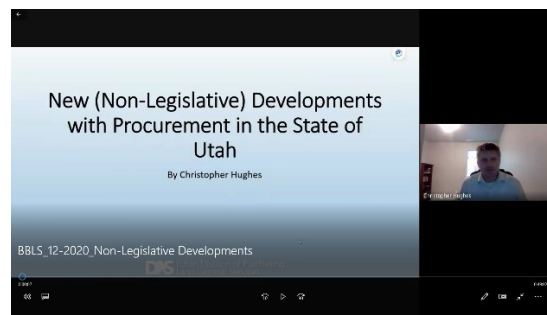 New (Non-Legislative) Developments
with Procurement in the State of
Utah
By Christopher Hughes
Christopher Hughes
BBLS_12-2020_Non-Legislative Developments